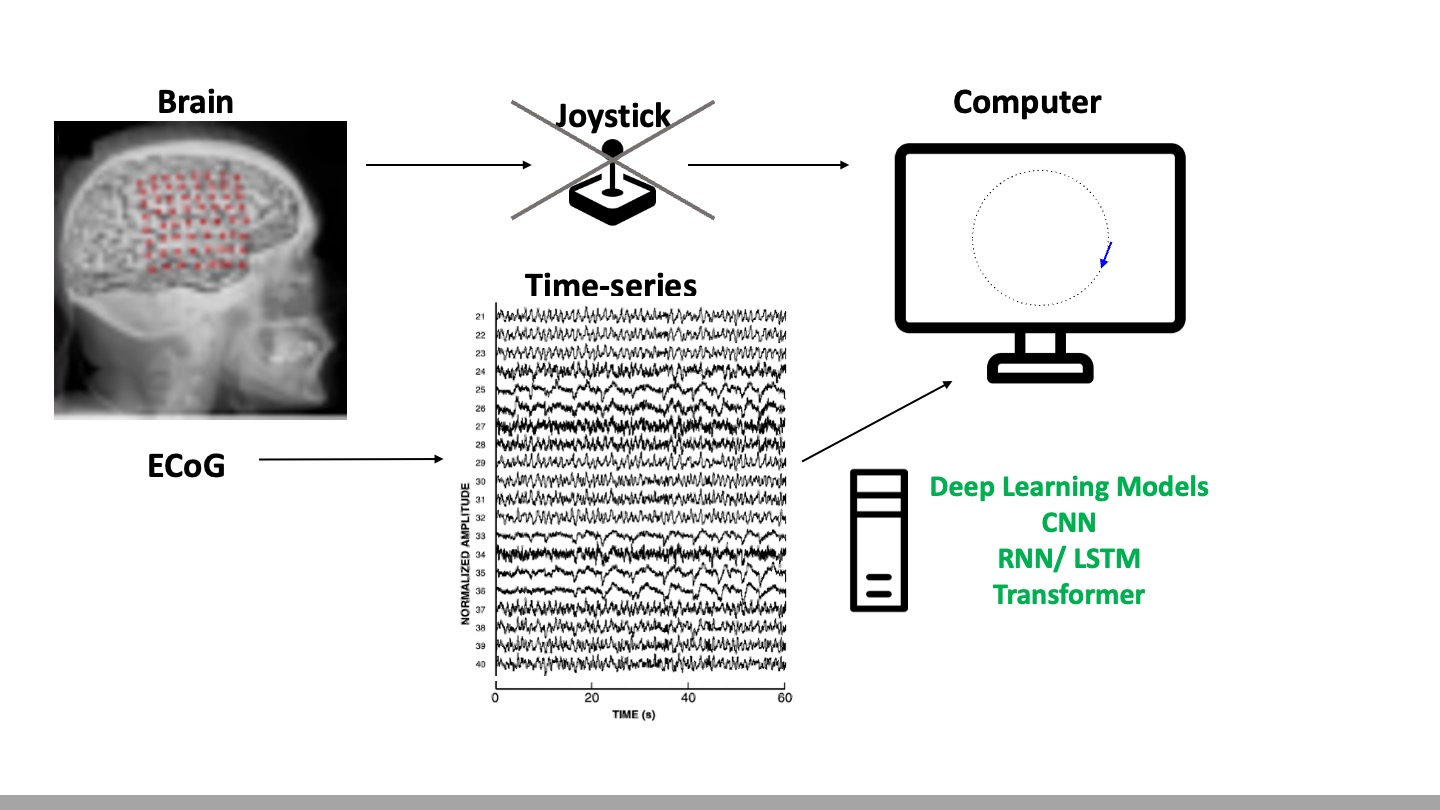 Brain
Joystick
Computer
Time-series
21
22
23
24
25
26
27
28
29
30
31
32
33
34
35
36
37
38
39
40
NORMALIZED AMPLITUDE
0 20 40 60
TIME (s)
ECoG
Deep Learning Models
CNN
RNN/ LSTM
Transformer